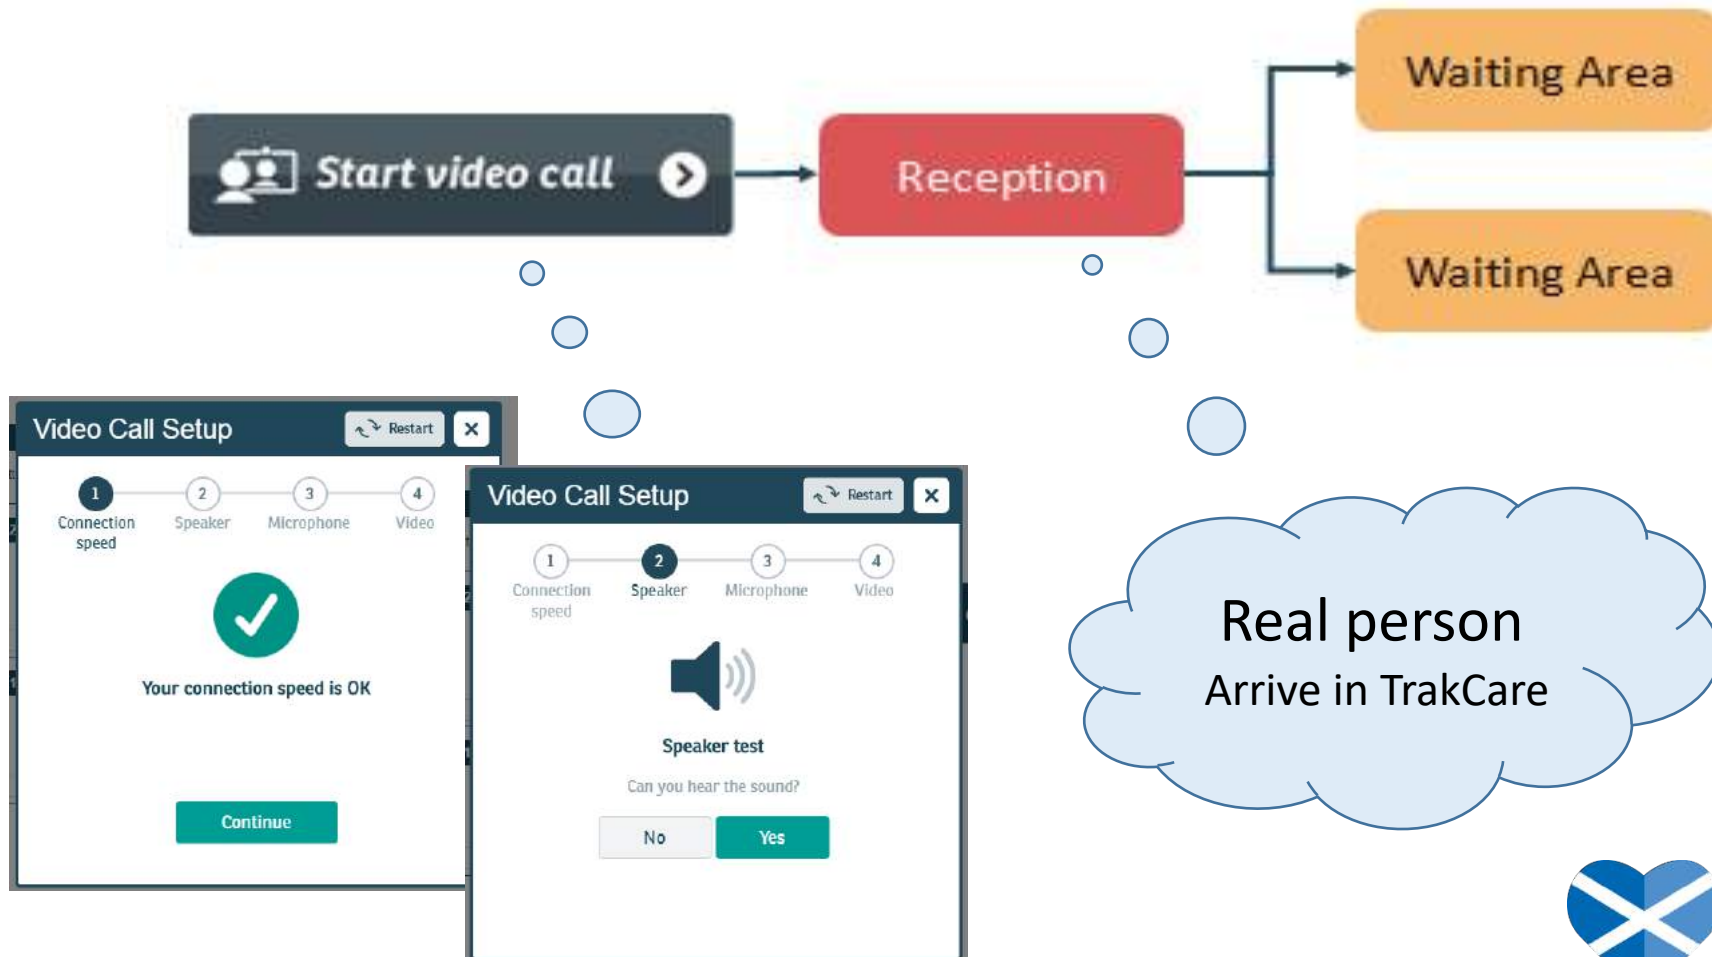 Start video call
Reception
Waiting Area
Waiting Area
Video Call Setup
Restart
1
2
3
4
Connection
speed
Speaker
Microphone
Video
Your connection speed is OK
Continue
Video Call Setup
Restart
1
2
3
4
Connection
speed
Speaker
Microphone
Video
Speaker test
Can you hear the sound?
No
Yes
Real person
Arrive in TrakCare